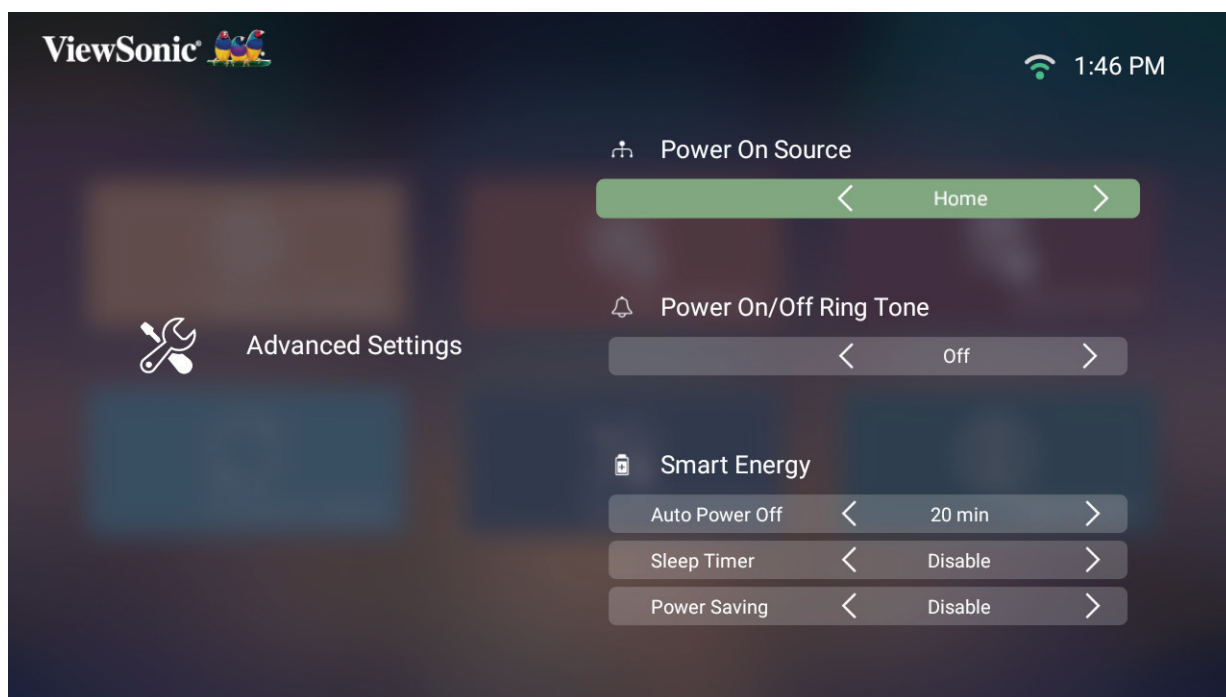 ViewSonic®
1:46 PM
Power On Source
Home
Power On/Off Ring Tone
Off
Advanced Settings
Smart Energy
Auto Power Off 20 min
Sleep Timer Disable
Power Saving Disable